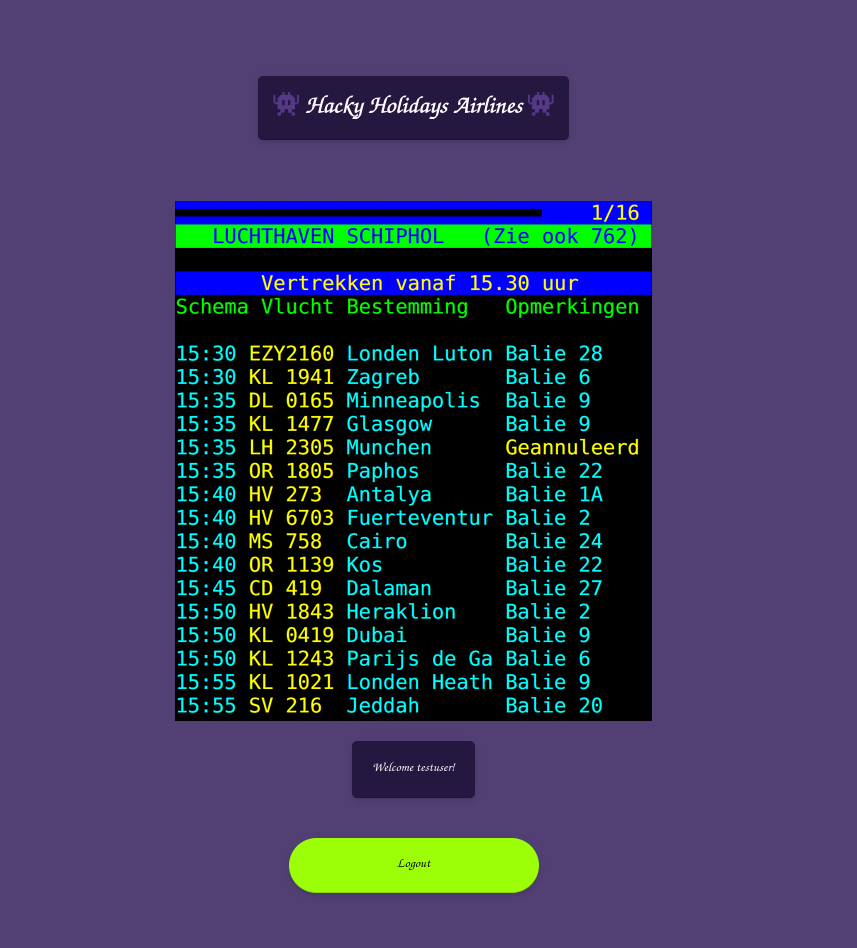 Hacky Holidays Airlines
1/16
LUCHTHAVEN SCHIPHOL (Zie ook 762)
Vertrekken vanaf 15.30 uur
Schema Vlucht Bestemming Opmerkingen
15:30 EZY2160 Londen Luton Balie 28
15:30 KL 1941 Zagreb Balie 6
15:35 DL 0165 Minneapolis Balie 9
15:35 KL 1477 Glasgow Balie 9
15:35 LH 2305 Munchen Geannuleerd
15:35 OR 1805 Paphos Balie 22
15:40 HV 273 Antalya Balie 1A
15:40 HV 6703 Fuerteventur Balie 2
15:40 MS 758 Cairo Balie 24
15:40 OR 1139 Kos Balie 22
15:45 CD 419 Dalaman Balie 27
15:50 HV 1843 Heraklion Balie 2
15:50 KL 0419 Dubai Balie 9
15:50 KL 1243 Parijs de Ga Balie 6
15:55 KL 1021 Londen Heath Balie 9
15:55 SV 216 Jeddah Balie 20
Welcome testuser!
Logout